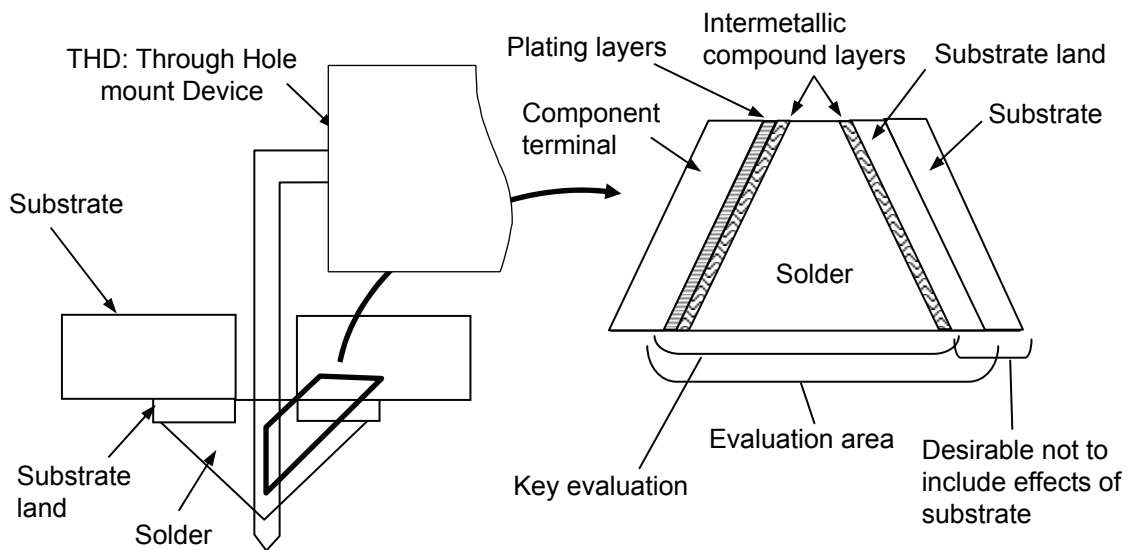 THD: Through Hole
mount Device
Substrate
Substrate
land
Solder
Plating layers
Intermetallic
compound layers
Substrate land
Component
terminal
Substrate
Solder
Key evaluation
Evaluation area
Desirable not to
include effects of
substrate